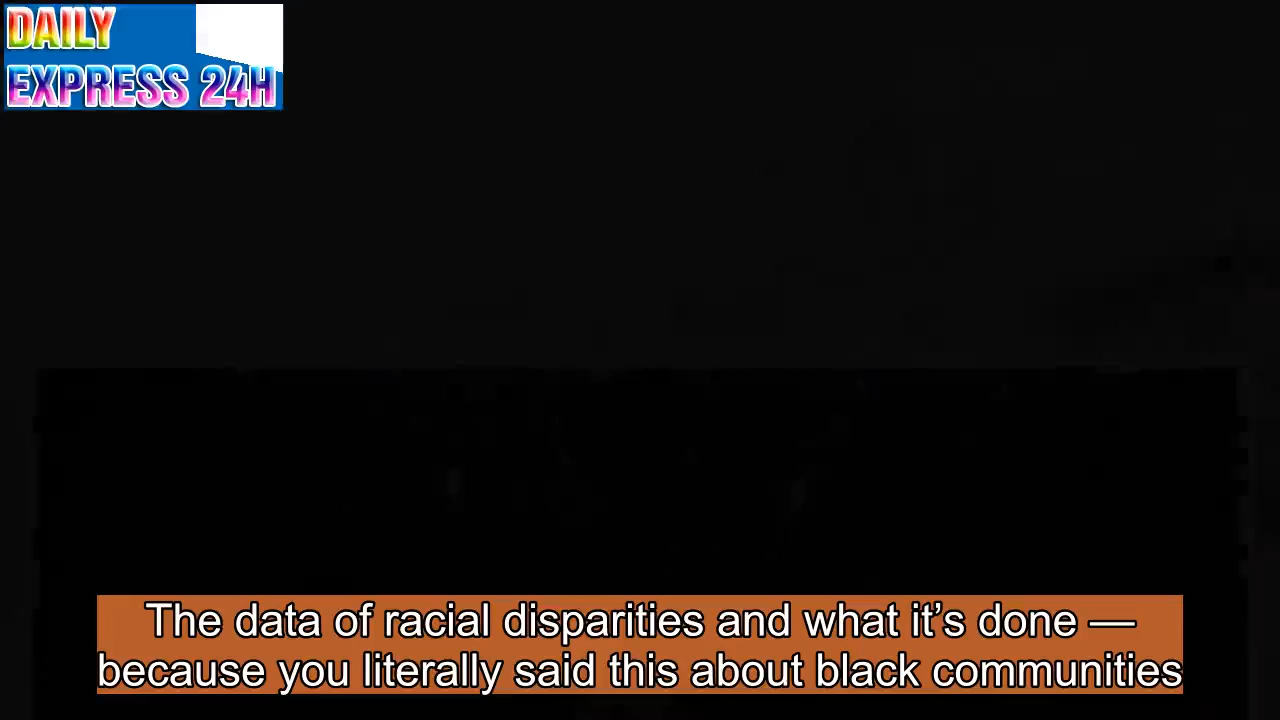 DAILY
EXPRESS 24H
The data of racial disparities and what it’s done —
because you literally said this about black communities